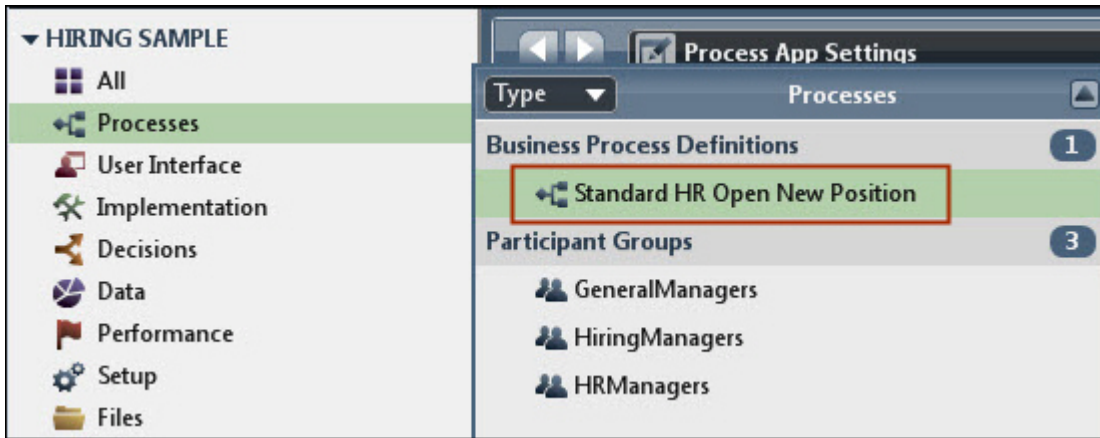 HIRING SAMPLE
All
Processes
User Interface
Implementation
Decisions
Data
Performance
Setup
Files
Process App Settings
Type
Processes
Business Process Definitions
1
Standard HR Open New Position
Participant Groups
3
GeneralManagers
HiringManagers
HRManagers